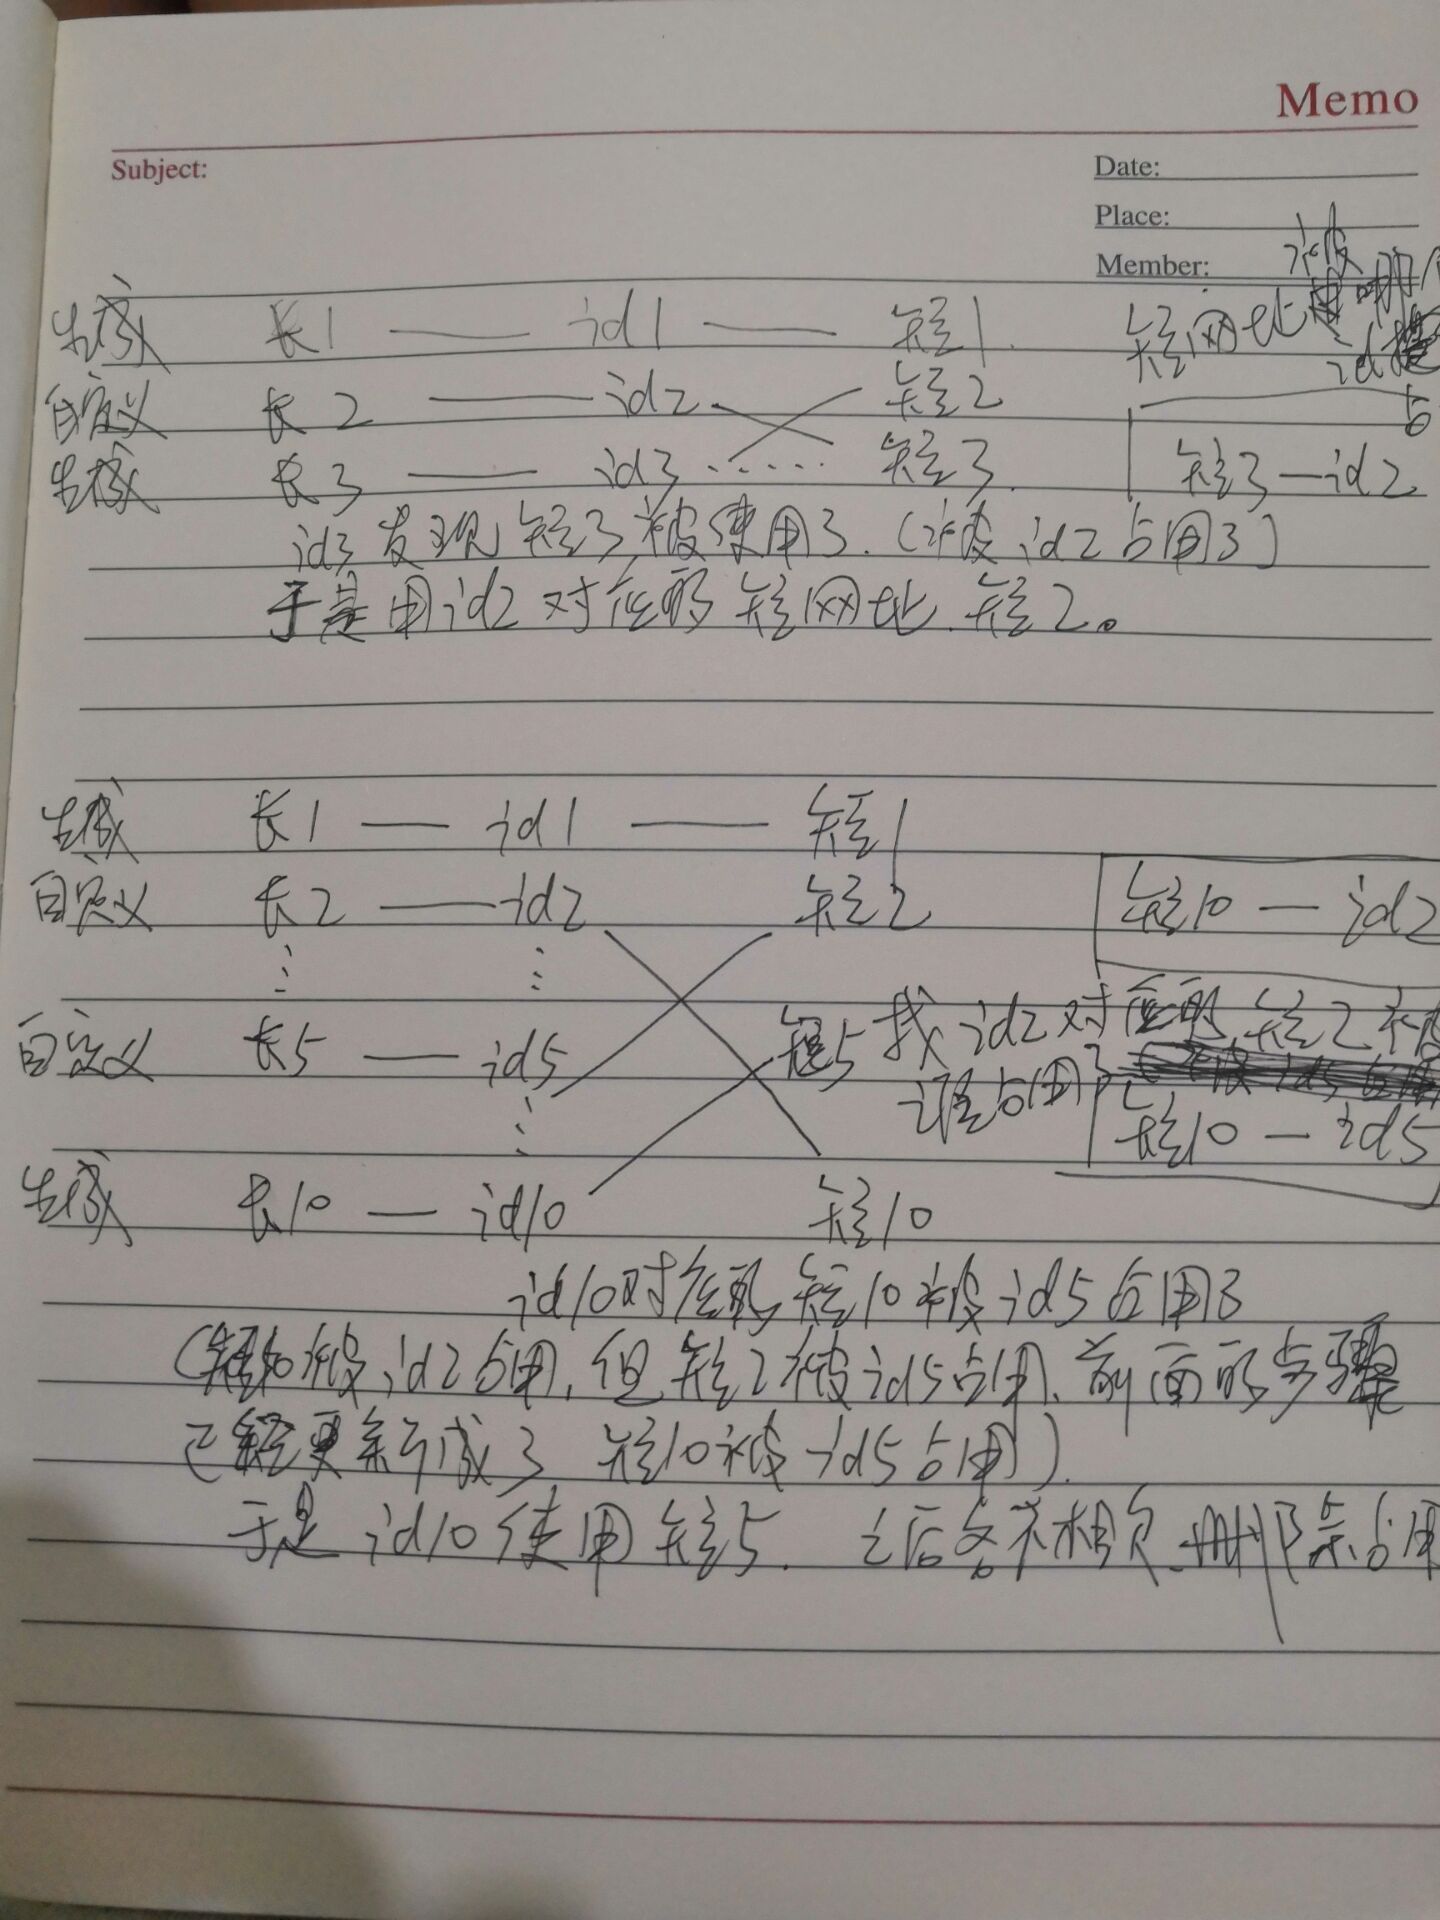 Memo
Subject:
Date:
Place:
Member:
被
生成 长1 —— id1 —— 短1. 短网址 哪个
id
自定义 长2 —— id2 短2
占
生成 长3 —— id3 ...... 短3. 短3—id2
id3发现短3被使用了.(被id2占用了)
于是用id2对应的短网址.短2。
生成 长1 —— id1 —— 短1
自定义 长2 —— id2 短2 短10 — id2
自定义 长5 — id5 短5 找id2对应的短2被
谁占用了
短10 — id5
生成 长10 — id10 短10
id10对应的短10被id5占用了
(短10被id2占用,但短2被id5占用、前面的步骤
已经更新成了 短10被id5占用).
于是id10使用短5. 之后各不相欠.删除占用